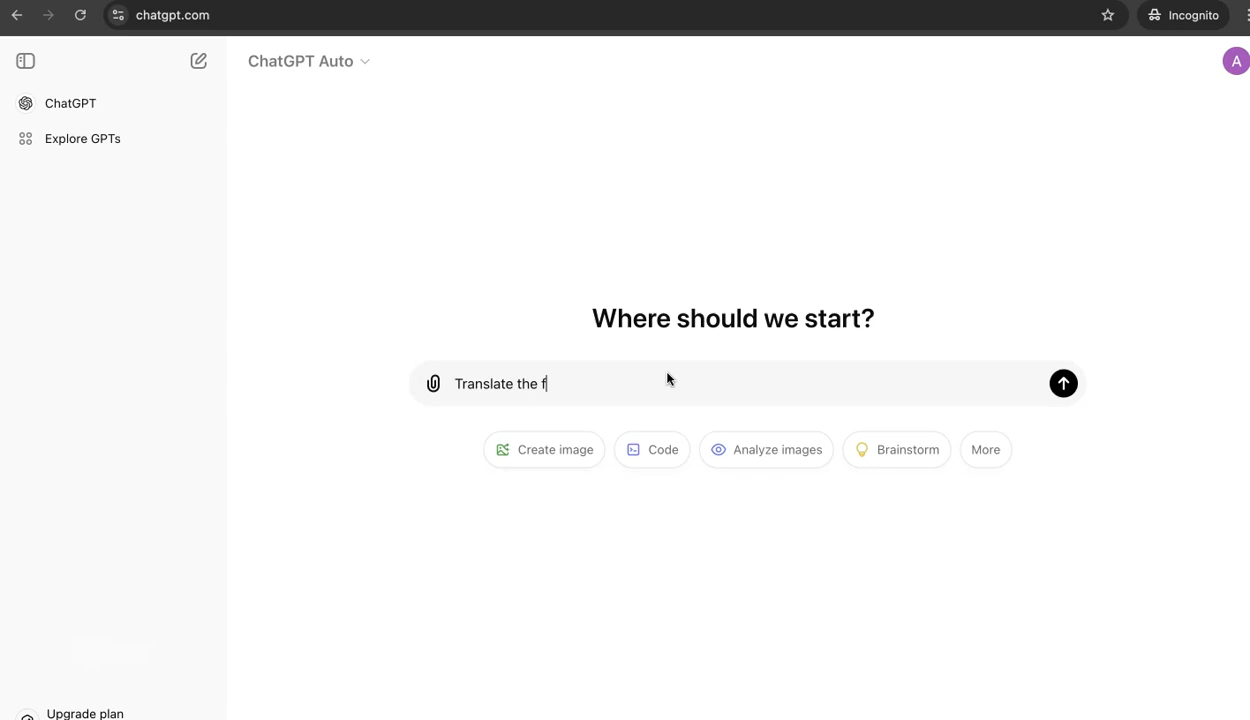 chatgpt.com
Incognito
ChatGPT Auto
A
ChatGPT
Explore GPTs
Where should we start?
Translate the f
Create image
Code
Analyze images
Brainstorm
More
Upgrade plan